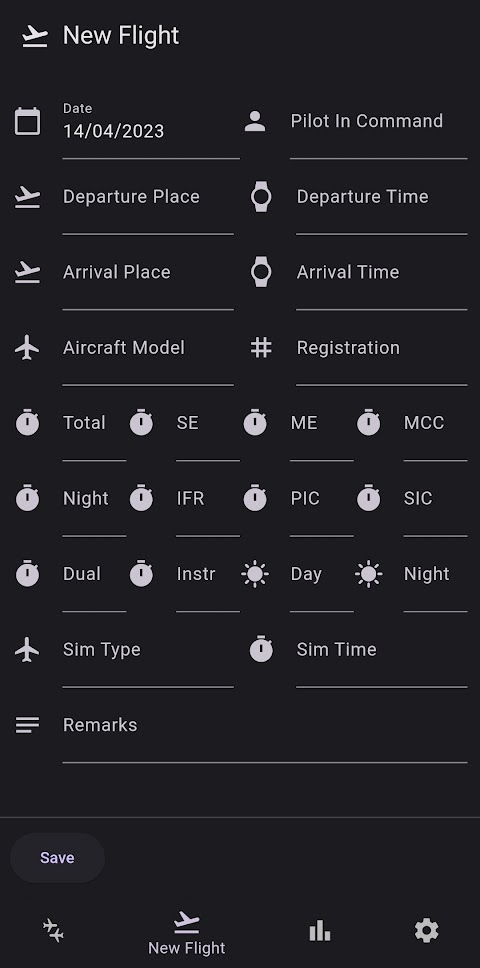 New Flight
Date
14/04/2023
Pilot In Command
Departure Place
Departure Time
Arrival Place
Arrival Time
Aircraft Model
Registration
Total SE ME MCC
Night IFR PIC SIC
Dual Instr Day Night
Sim Type
Sim Time
Remarks
Save
New Flight